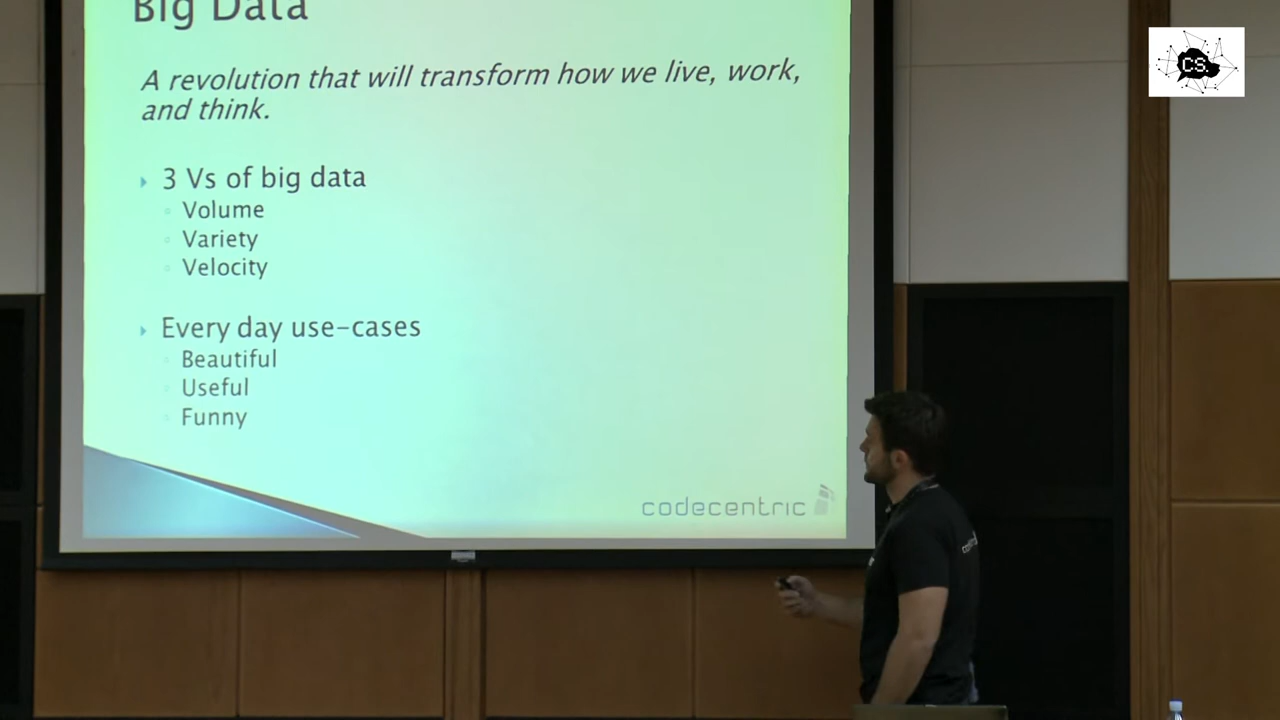 Big Data
A revolution that will transform how we live, work,
and think.
3 Vs of big data
Volume
Variety
Velocity
Every day use-cases
Beautiful
Useful
Funny
codecentric
CS.